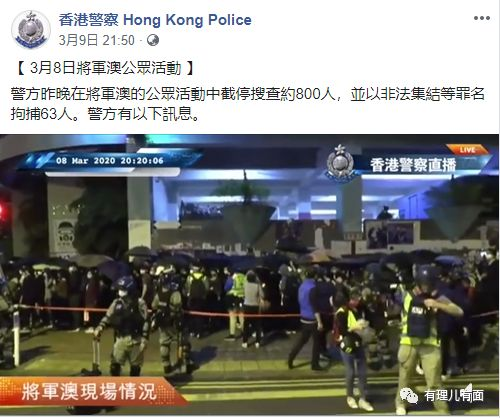 香港警察 Hong Kong Police
3月9日 21:50
【 3月8日將軍澳公眾活動 】
警方昨晚在將軍澳的公眾活動中截停搜查約800人，並以非法集結等罪名
拘捕63人。警方有以下訊息。
08 Mar 2020 20:20:06
LIVE
香港警察直播
將軍澳現場情況
有理儿有面